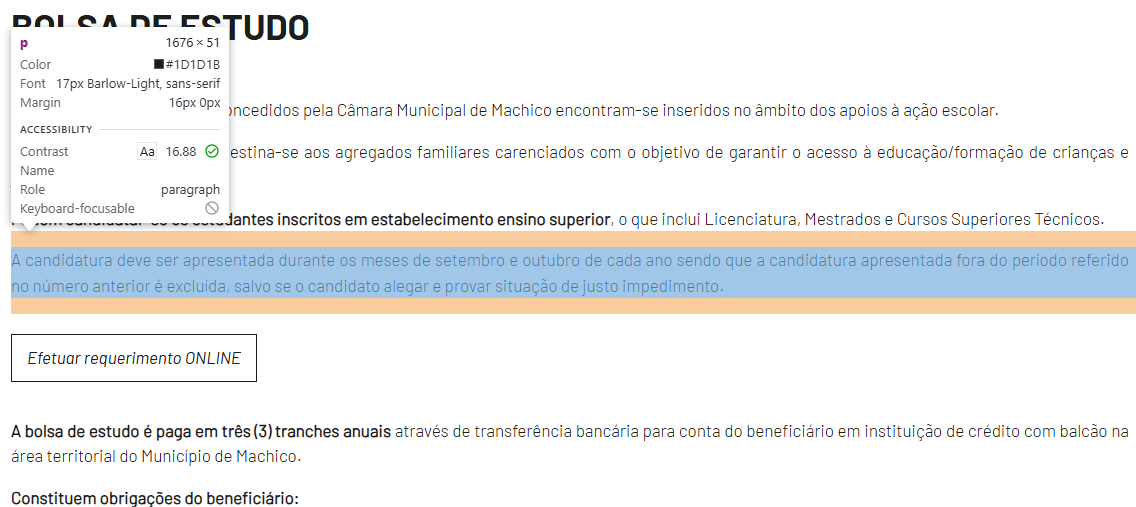 BOLSA DE ESTUDO
p 1676 × 51
Color #1D1D1B
Font 17px Barlow-Light, sans-serif
Margin 16px 0px
ACCESSIBILITY
Contrast Aa 16.88
Name
Role paragraph
Keyboard-focusable
concedidos pela Câmara Municipal de Machico encontram-se inseridos no âmbito dos apoios à ação escolar.
destina-se aos agregados familiares carenciados com o objetivo de garantir o acesso à educação/formação de crianças e
inscritos em estabelecimento ensino superior, o que inclui Licenciatura, Mestrados e Cursos Superiores Técnicos.
A candidatura deve ser apresentada durante os meses de setembro e outubro de cada ano sendo que a candidatura apresentada fora do período referido
no número anterior é excluída, salvo se o candidato alegar e provar situação de justo impedimento.
Efetuar requerimento ONLINE
A bolsa de estudo é paga em três (3) tranches anuais através de transferência bancária para conta do beneficiário em instituição de crédito com balcão na
área territorial do Município de Machico.
Constituem obrigações do beneficiário: